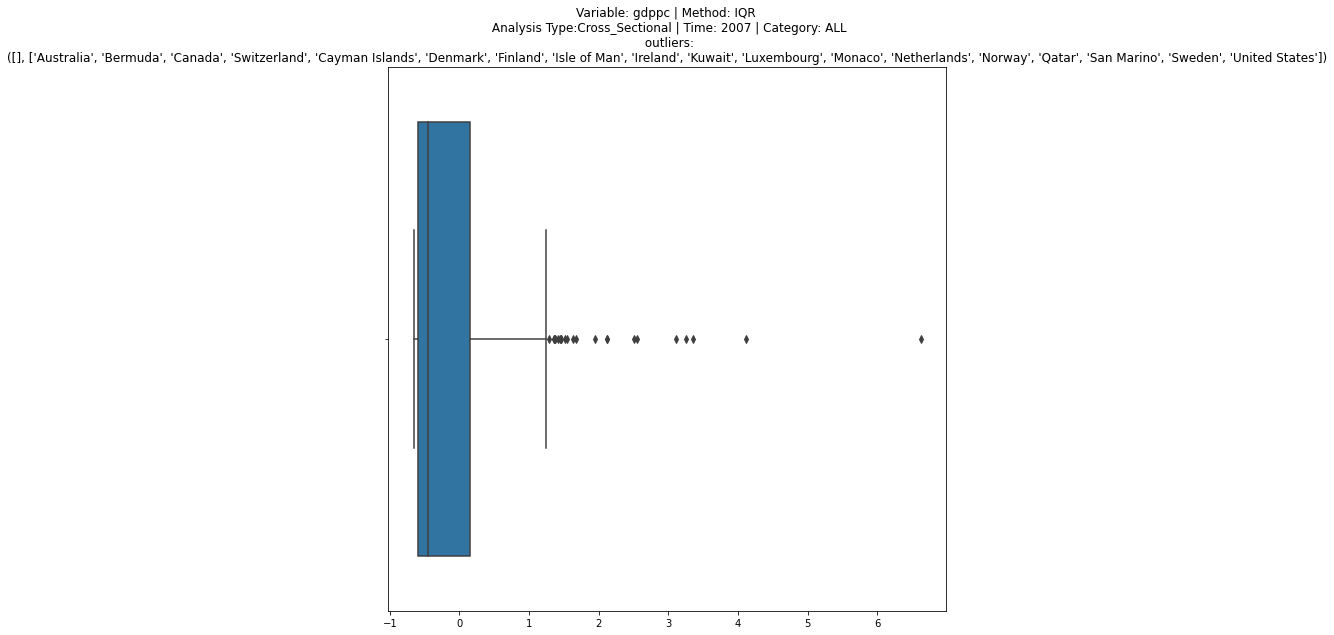 Variable: gdppc | Method: IQR
Analysis Type:Cross_Sectional | Time: 2007 | Category: ALL
outliers:
([], ['Australia', 'Bermuda', 'Canada', 'Switzerland', 'Cayman Islands', 'Denmark', 'Finland', 'Isle of Man', 'Ireland', 'Kuwait', 'Luxembourg', 'Monaco', 'Netherlands', 'Norway', 'Qatar', 'San Marino', 'Sweden', 'United States'])
−1 0 1 2 3 4 5 6